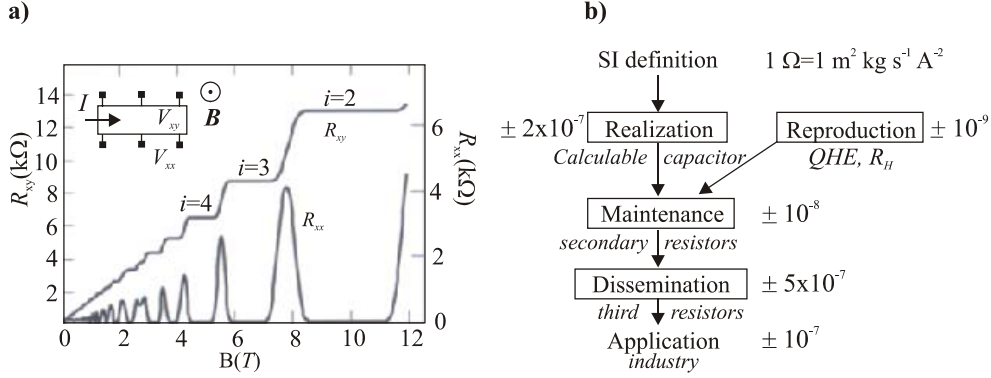 a)
b)
R_xy(kΩ)
14
12
10
8
6
4
2
I
V_xy
V_xx
B
i=2
i=3
i=4
R_xy
R_xx
6
4
2
0
R_xx(kΩ)
0 2 4 6 8 10 12
B(T)
SI definition 1 Ω=1 m² kg s⁻¹ A⁻²
± 2x10⁻⁷ Realization Reproduction ± 10⁻⁹
Calculable capacitor QHE, R_H
Maintenance ± 10⁻⁸
secondary resistors
Dissemination ± 5x10⁻⁷
third resistors
Application ± 10⁻⁷
industry